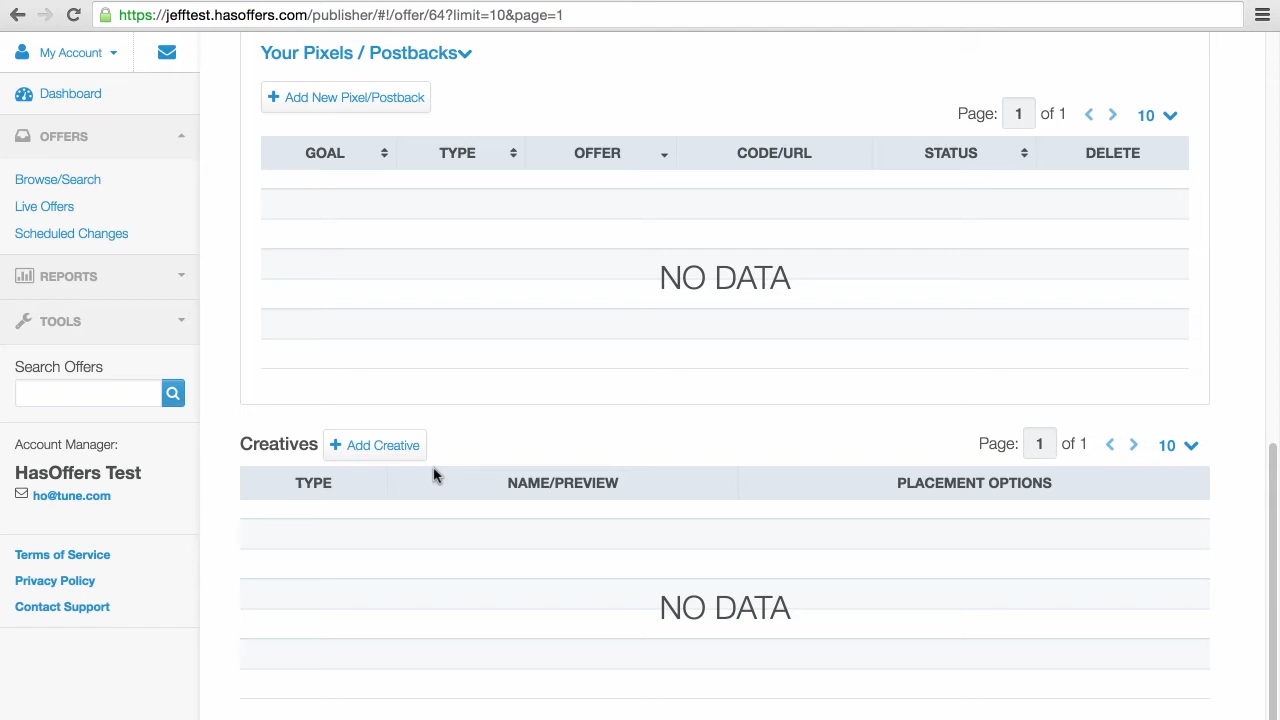 https://jefftest.hasoffers.com/publisher/#!/offer/64?limit=10&page=1
My Account
Dashboard
OFFERS
Browse/Search
Live Offers
Scheduled Changes
REPORTS
TOOLS
Search Offers
Account Manager:
HasOffers Test
ho@tune.com
Terms of Service
Privacy Policy
Contact Support
Your Pixels / Postbacks
+ Add New Pixel/Postback
Page: 1 of 1 10
GOAL TYPE OFFER CODE/URL STATUS DELETE
NO DATA
Creatives + Add Creative Page: 1 of 1 10
TYPE NAME/PREVIEW PLACEMENT OPTIONS
NO DATA